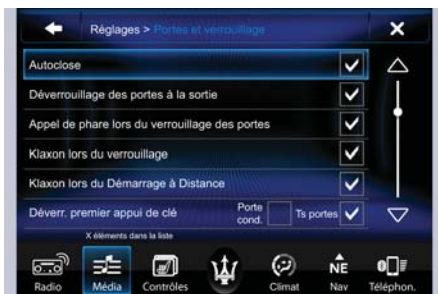 Réglages > Portes et verrouillage
Autoclose
Déverrouillage des portes à la sortie
Appel de phare lors du verrouillage des portes
Klaxon lors du verrouillage
Klaxon lors du Démarrage à Distance
Déverr. premier appui de clé Porte cond. Ts portes
X éléments dans la liste
Radio Média Contrôles Climat NE Nav Téléphon.